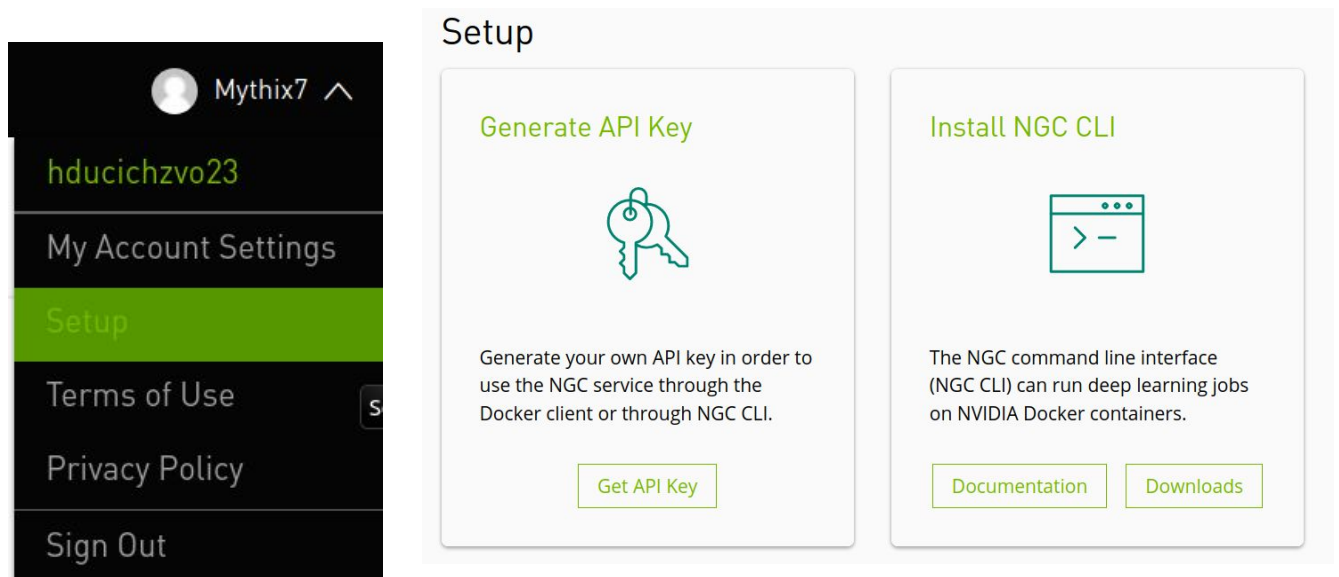 Mythix7
hducichzvo23
My Account Settings
Setup
Terms of Use
Privacy Policy
Sign Out
Setup
Generate API Key
Generate your own API key in order to
use the NGC service through the
Docker client or through NGC CLI.
Get API Key
Install NGC CLI
The NGC command line interface
(NGC CLI) can run deep learning jobs
on NVIDIA Docker containers.
Documentation
Downloads